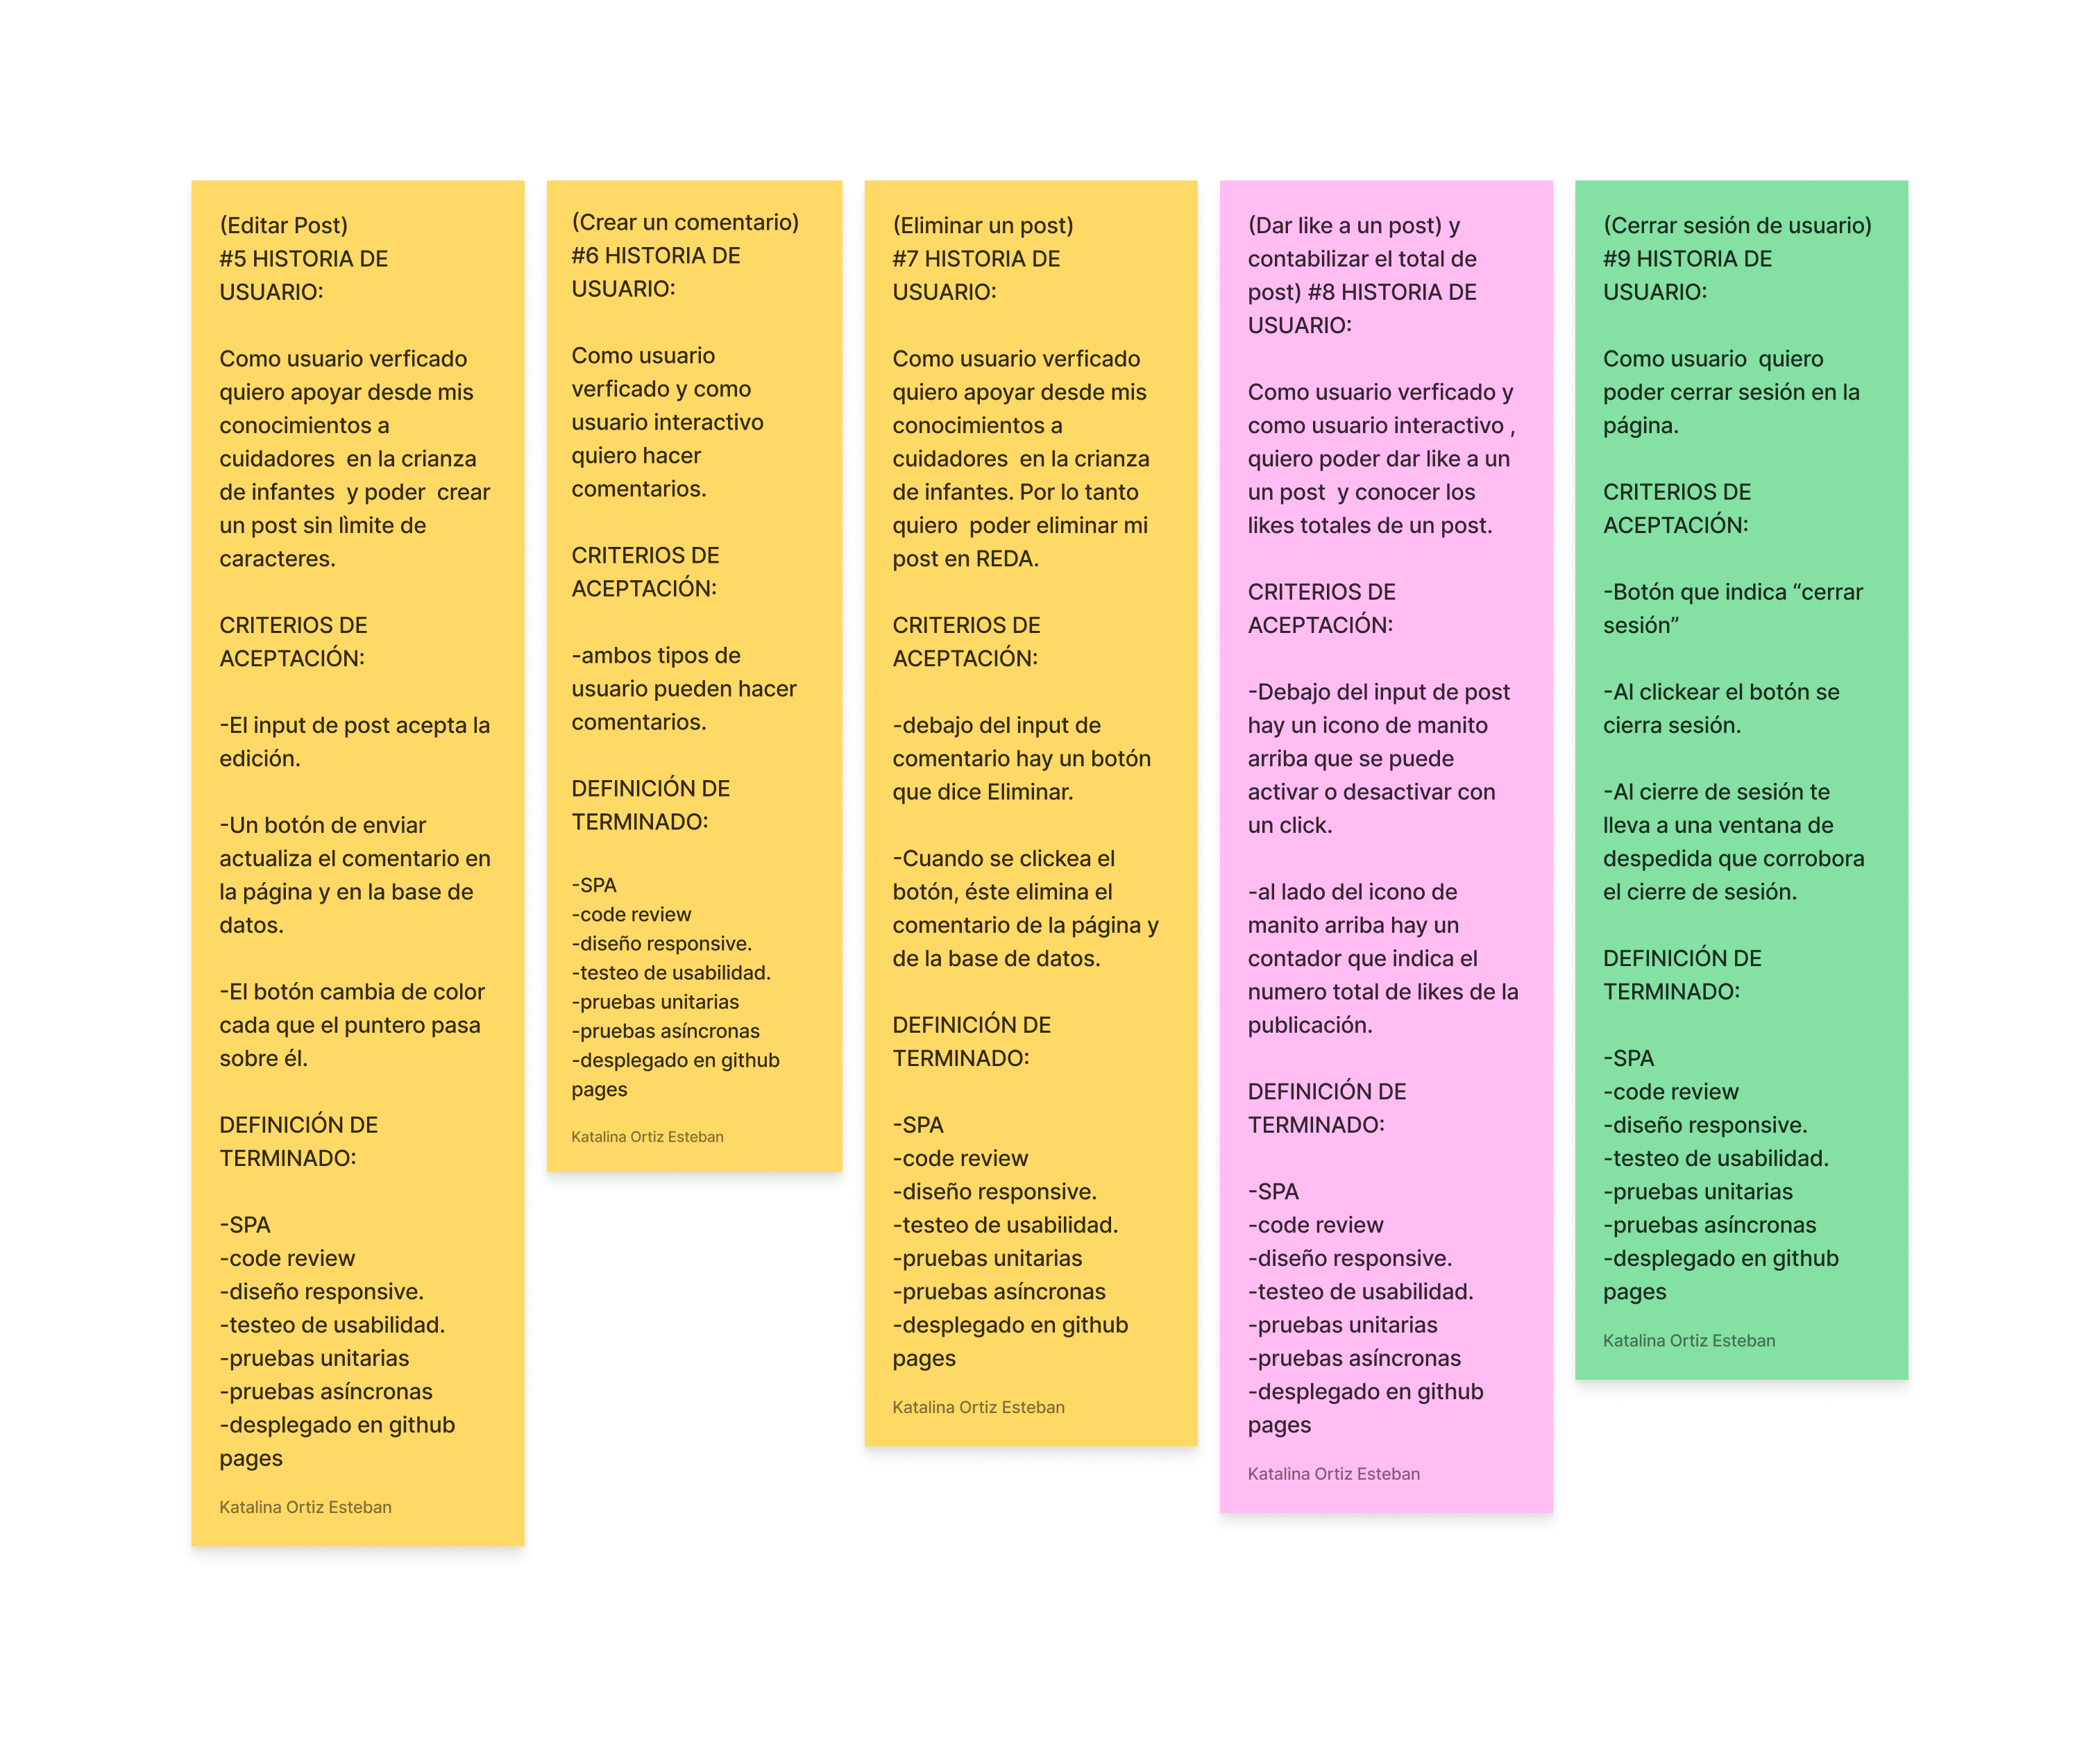 (Editar Post)
#5 HISTORIA DE
USUARIO:
Como usuario verficado
quiero apoyar desde mis
conocimientos a
cuidadores  en la crianza
de infantes  y poder  crear
un post sin lìmite de
caracteres.
CRITERIOS DE
ACEPTACIÓN:
-El input de post acepta la
edición.
-Un botón de enviar
actualiza el comentario en
la página y en la base de
datos.
-El botón cambia de color
cada que el puntero pasa
sobre él.
DEFINICIÓN DE
TERMINADO:
-SPA
-code review
-diseño responsive.
-testeo de usabilidad.
-pruebas unitarias
-pruebas asíncronas
-desplegado en github
pages
Katalina Ortiz Esteban
(Crear un comentario)
#6 HISTORIA DE
USUARIO:
Como usuario
verficado y como
usuario interactivo
quiero hacer
comentarios.
CRITERIOS DE
ACEPTACIÓN:
-ambos tipos de
usuario pueden hacer
comentarios.
DEFINICIÓN DE
TERMINADO:
-SPA
-code review
-diseño responsive.
-testeo de usabilidad.
-pruebas unitarias
-pruebas asíncronas
-desplegado en github
pages
Katalina Ortiz Esteban
(Eliminar un post)
#7 HISTORIA DE
USUARIO:
Como usuario verficado
quiero apoyar desde mis
conocimientos a
cuidadores  en la crianza
de infantes. Por lo tanto
quiero  poder eliminar mi
post en REDA.
CRITERIOS DE
ACEPTACIÓN:
-debajo del input de
comentario hay un botón
que dice Eliminar.
-Cuando se clickea el
botón, éste elimina el
comentario de la página y
de la base de datos.
DEFINICIÓN DE
TERMINADO:
-SPA
-code review
-diseño responsive.
-testeo de usabilidad.
-pruebas unitarias
-pruebas asíncronas
-desplegado en github
pages
Katalina Ortiz Esteban
(Dar like a un post) y
contabilizar el total de
post) #8 HISTORIA DE
USUARIO:
Como usuario verficado y
como usuario interactivo ,
quiero poder dar like a un
un post  y conocer los
likes totales de un post.
CRITERIOS DE
ACEPTACIÓN:
-Debajo del input de post
hay un icono de manito
arriba que se puede
activar o desactivar con
un click.
-al lado del icono de
manito arriba hay un
contador que indica el
numero total de likes de la
publicación.
DEFINICIÓN DE
TERMINADO:
-SPA
-code review
-diseño responsive.
-testeo de usabilidad.
-pruebas unitarias
-pruebas asíncronas
-desplegado en github
pages
Katalina Ortiz Esteban
(Cerrar sesión de usuario)
#9 HISTORIA DE
USUARIO:
Como usuario  quiero
poder cerrar sesión en la
página.
CRITERIOS DE
ACEPTACIÓN:
-Botón que indica “cerrar
sesión”
-Al clickear el botón se
cierra sesión.
-Al cierre de sesión te
lleva a una ventana de
despedida que corrobora
el cierre de sesión.
DEFINICIÓN DE
TERMINADO:
-SPA
-code review
-diseño responsive.
-testeo de usabilidad.
-pruebas unitarias
-pruebas asíncronas
-desplegado en github
pages
Katalina Ortiz Esteban